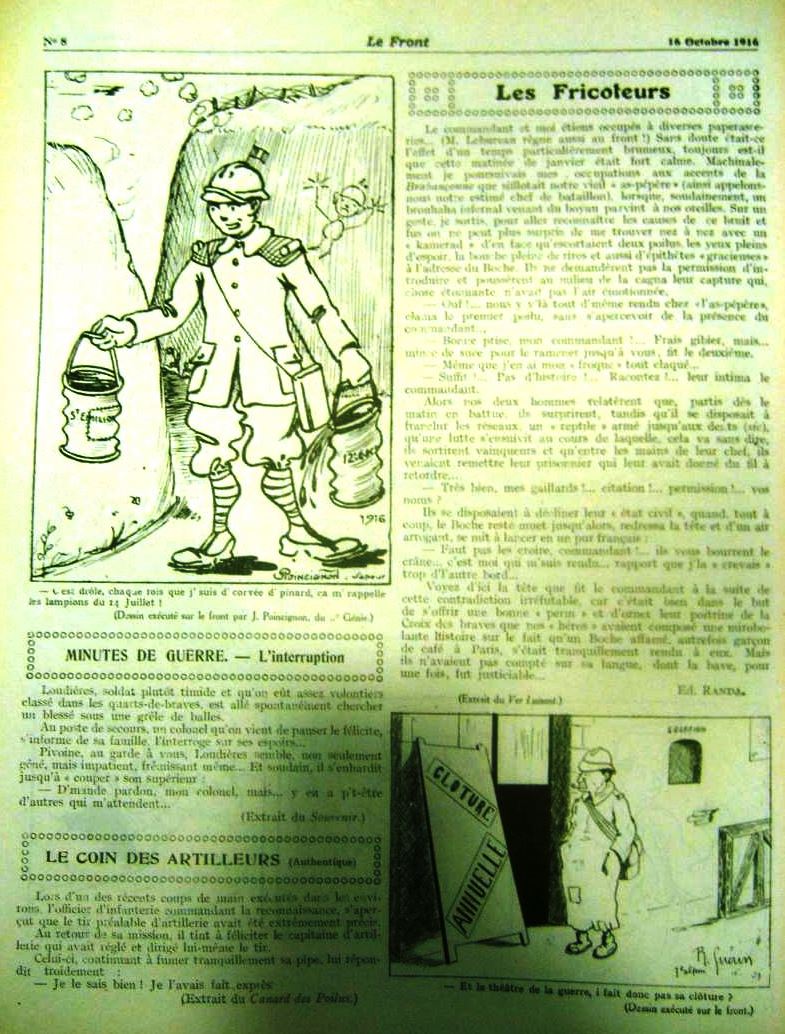 N° 8
Le Front
16 Octobre 1916
ST EMILION
1916
POINCIGNON . Sapeur
— C'est drôle, chaque fois que j'suis d'corvée d'pinard, ça m'rappelle
les lampions du 14 Juillet !
(Dessin exécuté sur le front par J. Poincignon, du ..e Génie.)
MINUTES DE GUERRE. — L'interruption
Loudières, soldat plutôt timide et qu'on eût assez volontiers
classé dans les quarts-de-braves, est allé spontanément chercher
un blessé sous une grêle de balles.
Au poste de secours, un colonel qu'on vient de panser le félicite,
s'informe de sa famille, l'interroge sur ses espoirs...
Pivoine, au garde à vous, Loudières semble, non seulement
gêné, mais impatient, frémissant même... Et soudain, il s'enhardit
jusqu'à « couper » son supérieur :
— D'mande pardon, mon colonel, mais... y en a p't-être
d'autres qui m'attendent...
(Extrait du Souvenir.)
LE COIN DES ARTILLEURS (Authentique)
Lors d'un des récents coups de main exécutés dans les envi-
rons, l'officier d'infanterie commandant la reconnaissance, s'aper-
çut que le tir préalable d'artillerie avait été extrêmement précis.
Au retour de sa mission, il tint à féliciter le capitaine d'artil-
lerie qui avait réglé et dirigé lui-même le tir.
Celui-ci, continuant à fumer tranquillement sa pipe, lui répon-
dit froidement :
— Je le sais bien ! Je l'avais fait exprès
(Extrait du Canard des Poilus.)
Les Fricoteurs
Le commandant et moi étions occupés à diverses paperasse-
ries... (M. Lebureau règne aussi au front !) Sans doute était-ce
l'effet d'un temps particulièrement brumeux, toujours est-il
que cette matinée de janvier était fort calme. Machinale-
ment je poursuivais mes occupations aux accents de la
Brabançonne que sifflotait notre vieil « as-pépère » (ainsi appelons-
nous notre estimé chef de bataillon), lorsque, soudainement, un
brouhaha infernal venant du boyau parvint à nos oreilles. Sur un
geste, je sortis, pour aller reconnaître les causes de ce bruit et
fus on ne peut plus surpris de me trouver nez à nez avec un
« kamerad » d'en face qu'escortaient deux poilus, les yeux pleins
d'espoir, la bouche pleine de rires et aussi d'épithètes « gracieuses »
à l'adresse du Boche. Ils ne demandèrent pas la permission d'in-
troduire et poussèrent au milieu de la cagna leur capture qui,
chose étonnante n'avait pas l'air émotionnée.
— Ouf !... nous v'là tout d'même rendu chez « l'as-pépère »,
clama le premier poilu, sans s'apercevoir de la présence du
commandant...
— Bonne prise, mon commandant !... Frais gibier, mais...
mince de suée pour le ramener jusqu'à vous, fit le deuxième.
— Même que j'en ai mon « froque » tout claqué...
— Suffit !... Pas d'histoire !... Racontez !... leur intima le
commandant.
Alors nos deux hommes relatèrent que, partis dès le
matin en battue, ils surprirent, tandis qu'il se disposait à
franchir les réseaux, un « reptile » armé jusqu'aux dents (sic),
qu'une lutte s'ensuivit au cours de laquelle, cela va sans dire,
ils sortirent vainqueurs et qu'entre les mains de leur chef, ils
venaient remettre leur prisonnier qui leur avait donné du fil à
retordre...
— Très bien, mes gaillards !... citation !... permission !... vos
noms ?
Ils se disposaient à décliner leur « état civil », quand, tout à
coup, le Boche resté muet jusqu'alors, redressa la tête et d'un air
arrogant, se mit à lancer en un pur français :
— Faut pas les croire, commandant !... ils vous bourrent le
crâne... c'est moi qui m'suis rendu... rapport que j'la « crevais »
trop d'l'autre bord...
Voyez d'ici la tête que fit le commandant à la suite de
cette contradiction irréfutable, car c'était bien dans le but
de s'offrir une bonne « perm » et d'orner leur poitrine de la
Croix des braves que nos « héros » avaient composé une mirobo-
lante histoire sur le fait qu'un Boche affamé, autrefois garçon
de café à Paris, s'était tranquillement rendu à eux. Mais
ils n'avaient pas compté sur sa langue, dont la bave, pour
une fois, fut justiciable...
Ed. RANDA.
(Extrait du Ver Luisant.)
CLOTURE
ANNUELLE
LOCATION
R. Guérin
— Et le théâtre de la guerre, i fait donc pas sa clôture ?
(Dessin exécuté sur le front.)